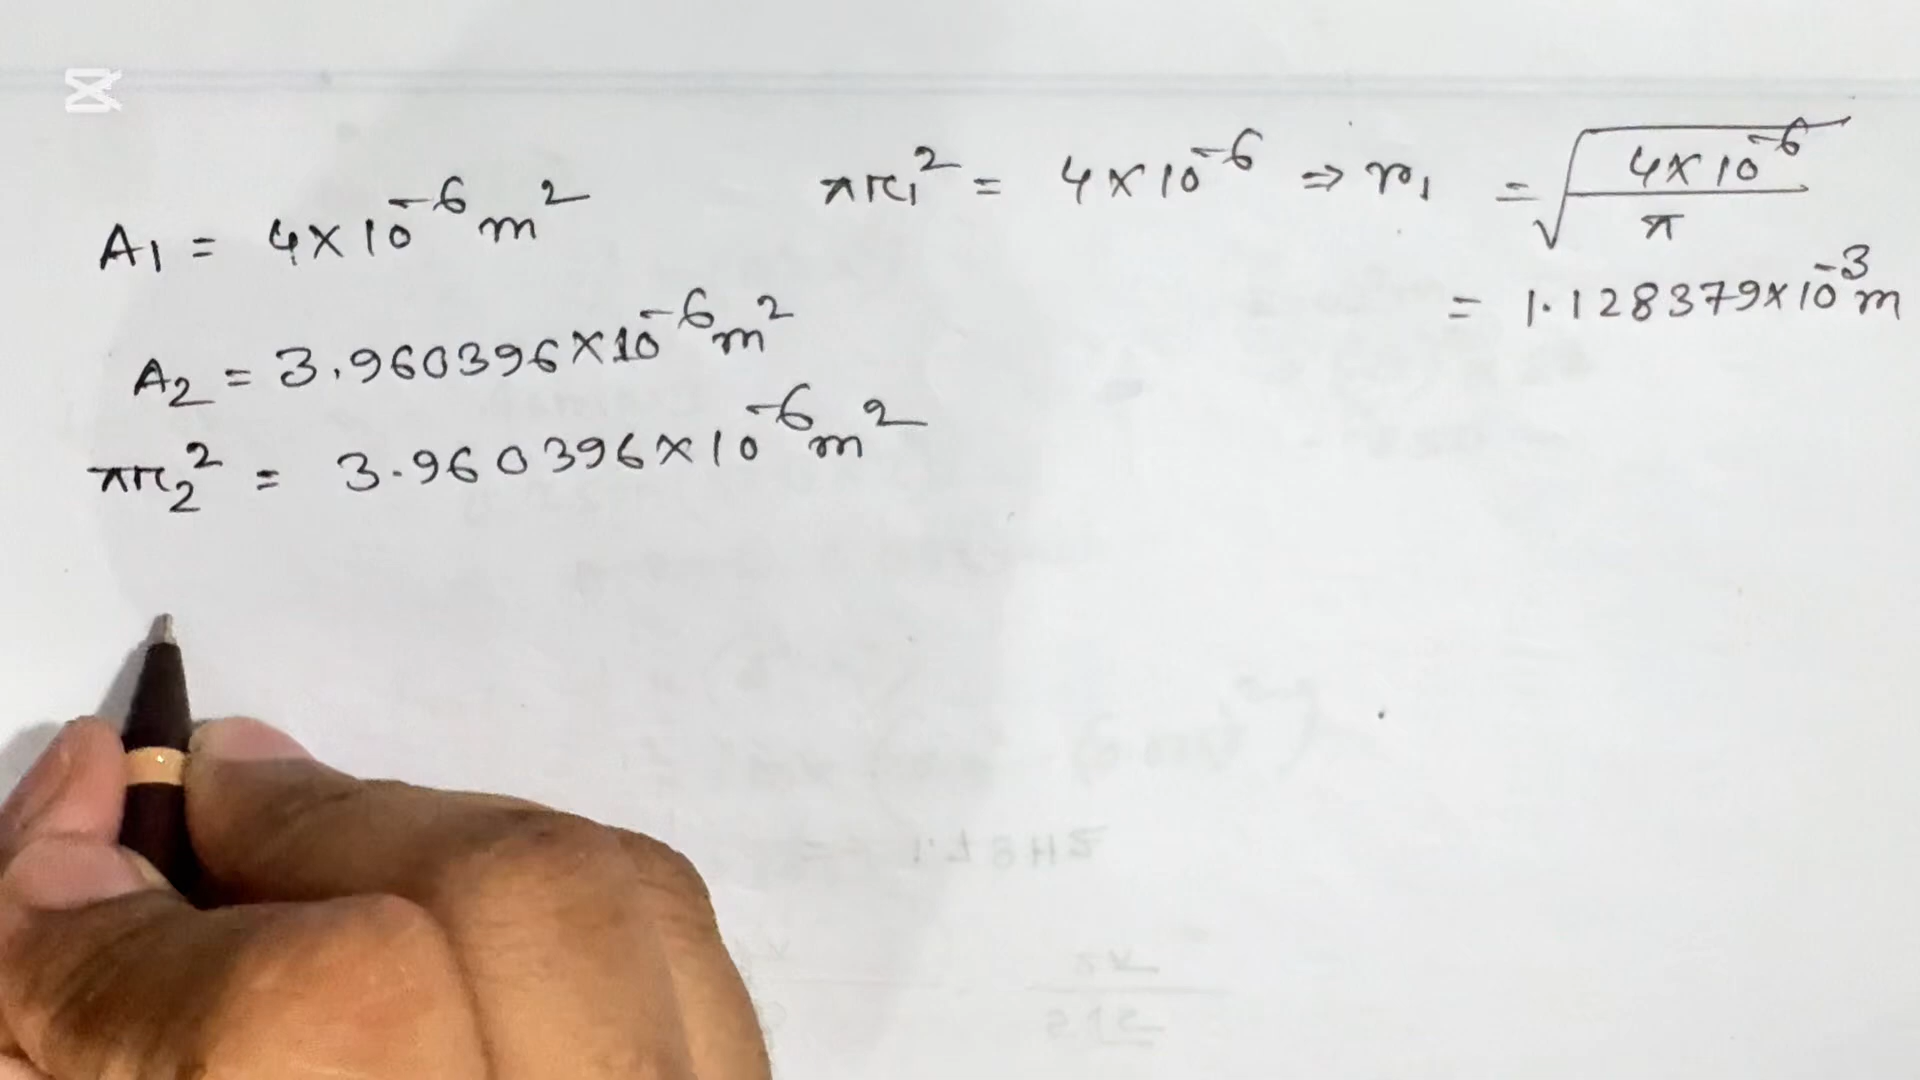 A₁ = 4×10⁻⁶ m²
πr₁² = 4×10⁻⁶ ⇒ r₁ = √(4×10⁻⁶/π)
= 1.128379×10⁻³ m
A₂ = 3.960396×10⁻⁶ m²
πr₂² = 3.960396×10⁻⁶ m²